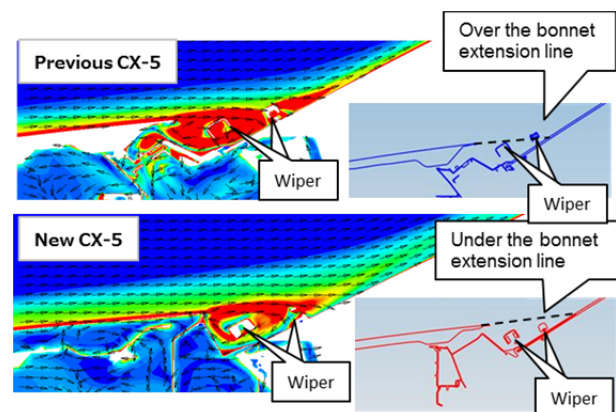 Previous CX-5
Over the bonnet
extension line
Wiper
Wiper
New CX-5
Under the bonnet
extension line
Wiper
Wiper